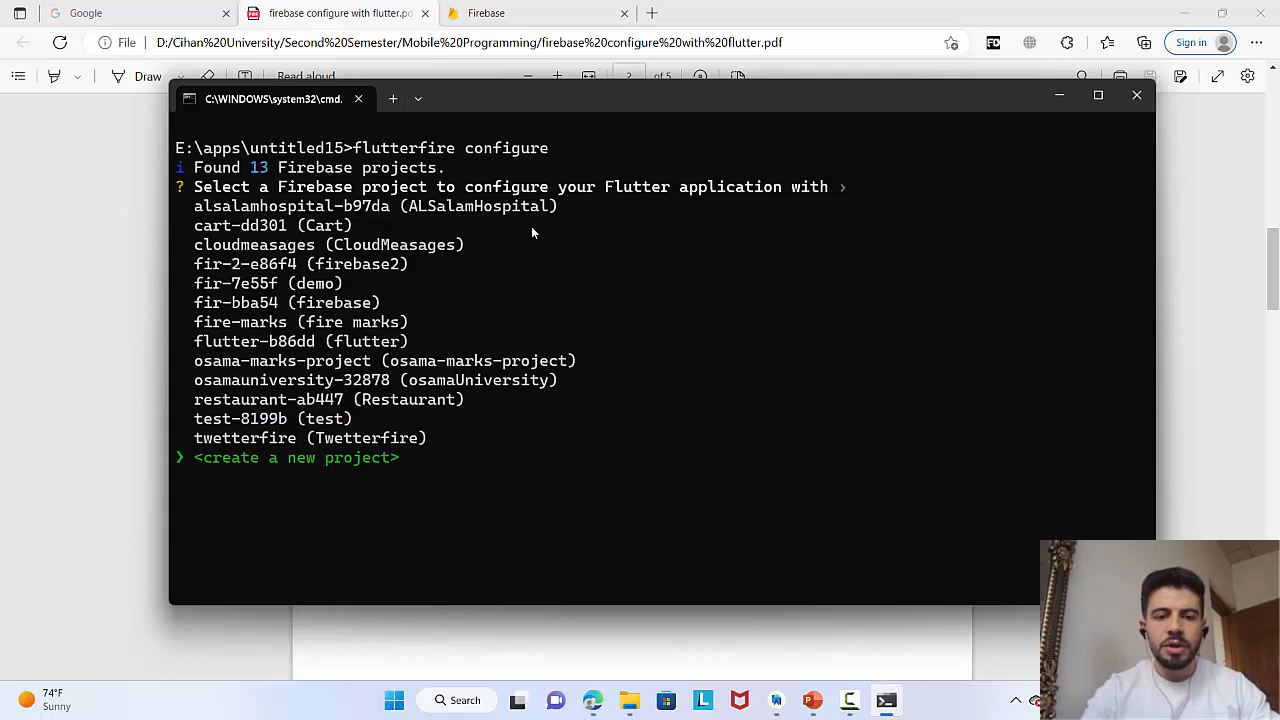 Google
firebase configure with flutter.pd
Firebase
File
D:/Cihan%20University/Second%20Semester/Mobile%20Programming/firebase%20configure%20with%20flutter.pdf
Sign in
Draw
Read aloud
2
of 5
C:\WINDOWS\system32\cmd.
E:\apps\untitled15>flutterfire configure
i Found 13 Firebase projects.
? Select a Firebase project to configure your Flutter application with ›
alsalamhospital-b97da (ALSalamHospital)
cart-dd301 (Cart)
cloudmeasages (CloudMeasages)
fir-2-e86f4 (firebase2)
fir-7e55f (demo)
fir-bba54 (firebase)
fire-marks (fire marks)
flutter-b86dd (flutter)
osama-marks-project (osama-marks-project)
osamauniversity-32878 (osamaUniversity)
restaurant-ab447 (Restaurant)
test-8199b (test)
twetterfire (Twetterfire)
❯ <create a new project>
74°F
Sunny
Search